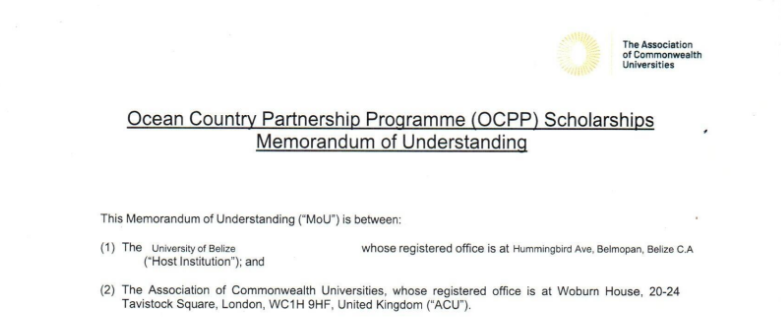 The Association
of Commonwealth
Universities
Ocean Country Partnership Programme (OCPP) Scholarships
Memorandum of Understanding
This Memorandum of Understanding ("MoU") is between:
(1) The University of Belize whose registered office is at Hummingbird Ave, Belmopan, Belize C.A
("Host Institution"); and
(2) The Association of Commonwealth Universities, whose registered office is at Woburn House, 20-24
Tavistock Square, London, WC1H 9HF, United Kingdom ("ACU").